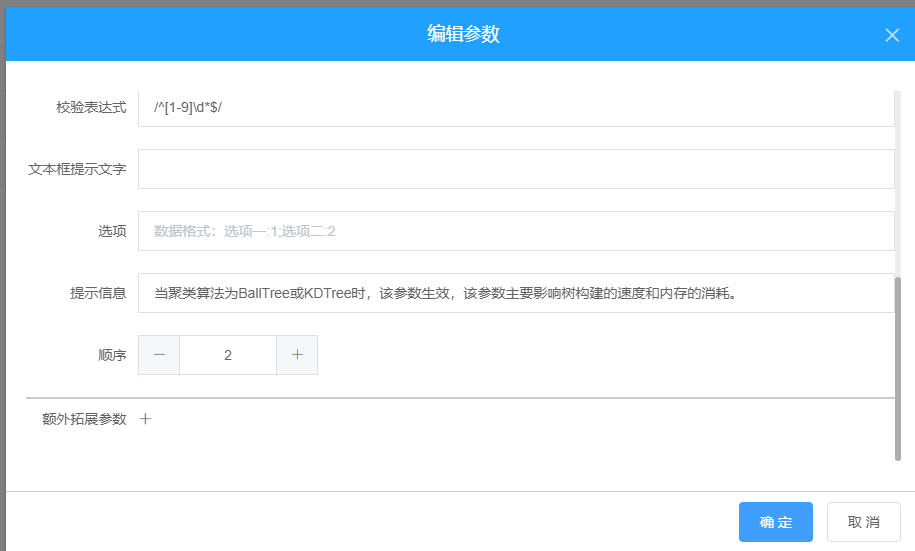 编辑参数
校验表达式 /^[1-9]\d*$/
文本框提示文字
选项 数据格式：选项一:1;选项二:2
提示信息 当聚类算法为BallTree或KDTree时，该参数生效，该参数主要影响树构建的速度和内存的消耗。
顺序 2
额外拓展参数
确 定 取 消